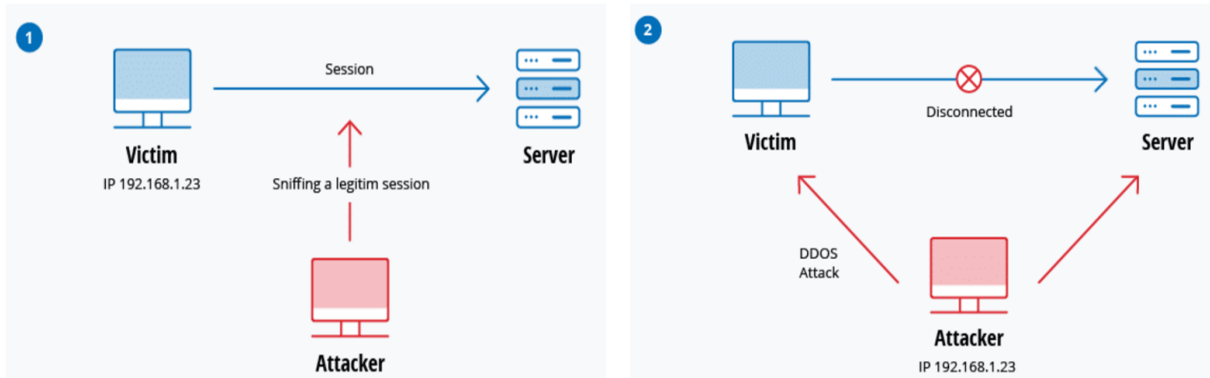 1
Session
Victim
IP 192.168.1.23
Server
Sniffing a legitim session
Attacker
2
Disconnected
Victim
Server
DDOS
Attack
Attacker
IP 192.168.1.23